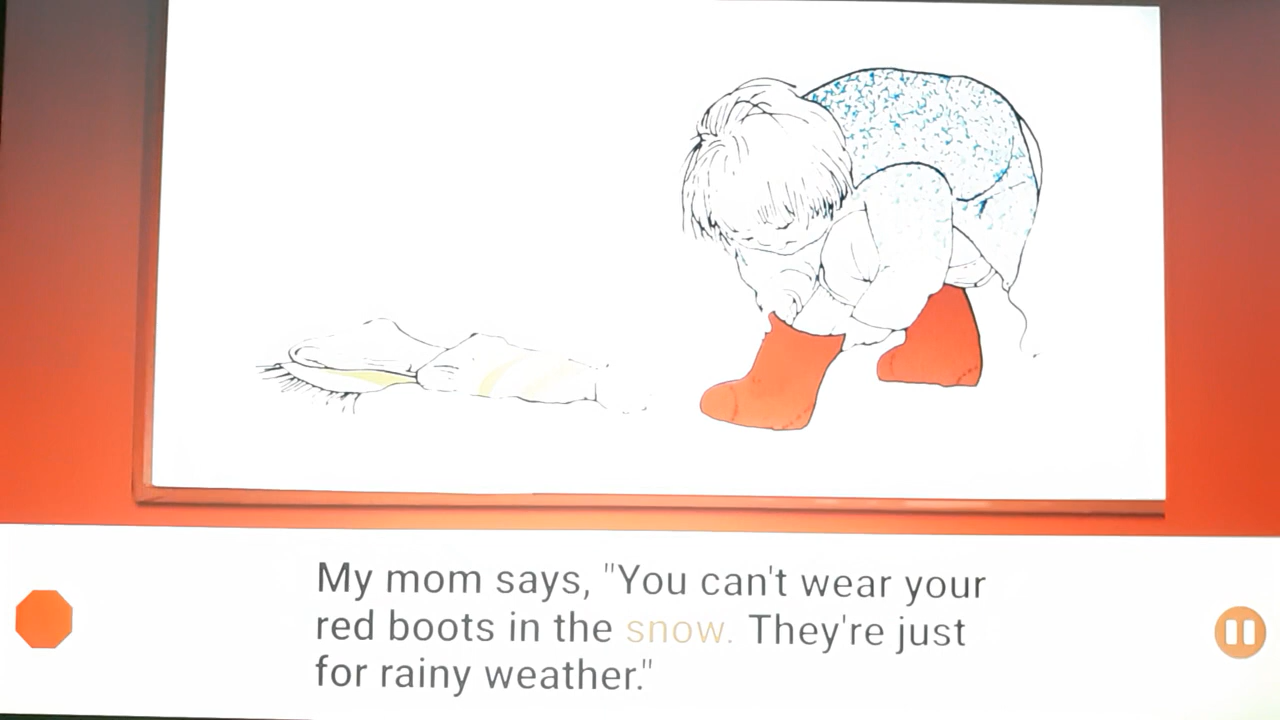 My mom says, "You can't wear your
red boots in the snow. They're just
for rainy weather."